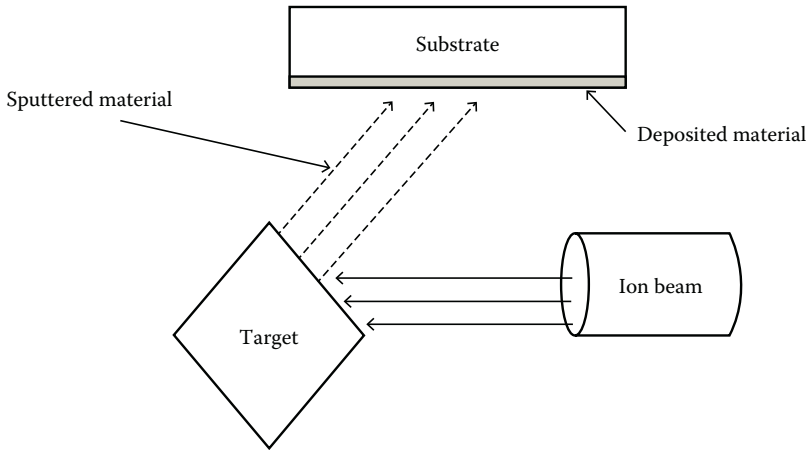 Substrate
Sputtered material
Deposited material
Ion beam
Target